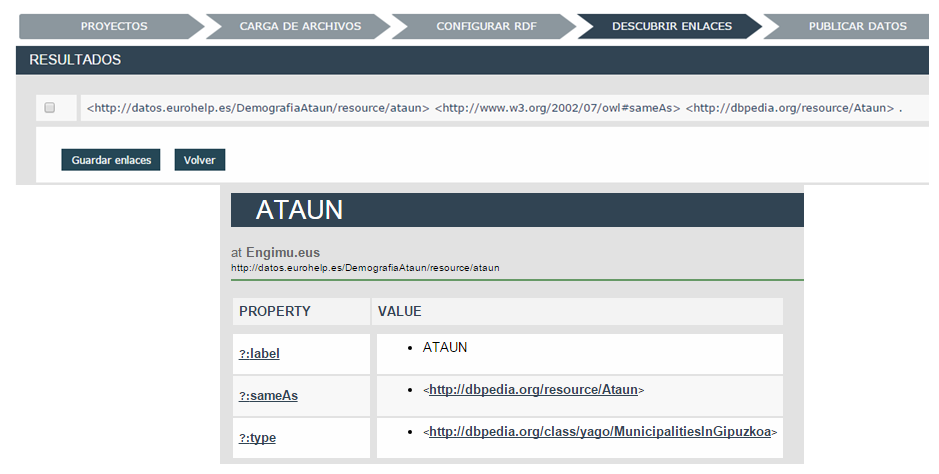 PROYECTOS CARGA DE ARCHIVOS CONFIGURAR RDF DESCUBRIR ENLACES PUBLICAR DATOS
RESULTADOS
<http://datos.eurohelp.es/DemografiaAtaun/resource/ataun> <http://www.w3.org/2002/07/owl#sameAs> <http://dbpedia.org/resource/Ataun> .
Guardar enlaces Volver
ATAUN
at Engimu.eus
http://datos.eurohelp.es/DemografiaAtaun/resource/ataun
PROPERTY VALUE
?:label • ATAUN
?:sameAs • <http://dbpedia.org/resource/Ataun>
?:type • <http://dbpedia.org/class/yago/MunicipalitiesInGipuzkoa>